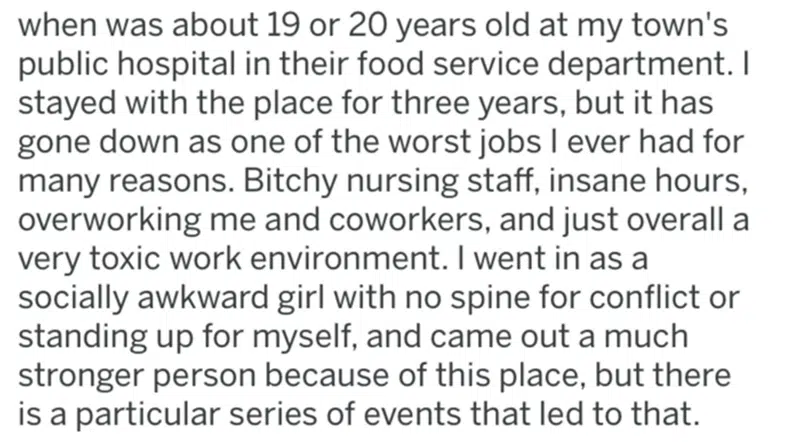 when was about 19 or 20 years old at my town's
public hospital in their food service department. I
stayed with the place for three years, but it has
gone down as one of the worst jobs I ever had for
many reasons. Bitchy nursing staff, insane hours,
overworking me and coworkers, and just overall a
very toxic work environment. I went in as a
socially awkward girl with no spine for conflict or
standing up for myself, and came out a much
stronger person because of this place, but there
is a particular series of events that led to that.